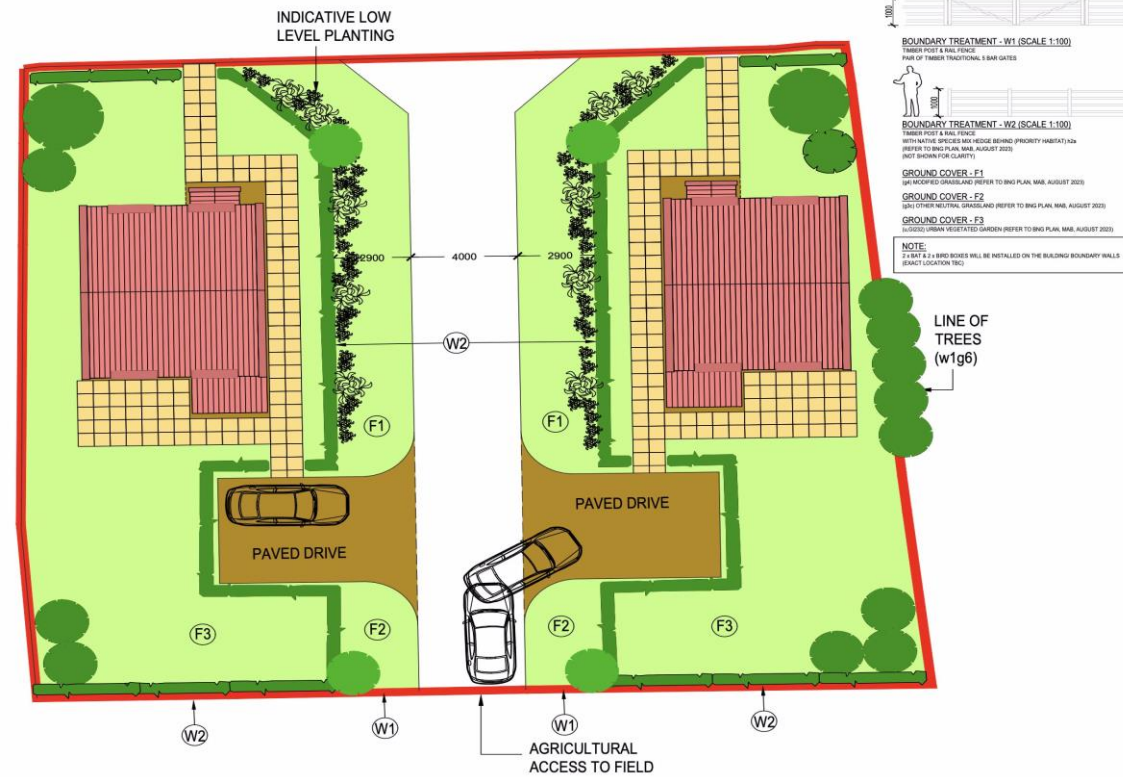 INDICATIVE LOW
LEVEL PLANTING
1000
BOUNDARY TREATMENT - W1 (SCALE 1:100)
TIMBER POST & RAIL FENCE
PAIR OF TIMBER TRADITIONAL 5 BAR GATES
1000
BOUNDARY TREATMENT - W2 (SCALE 1:100)
TIMBER POST & RAIL FENCE
WITH NATIVE SPECIES MIX HEDGE BEHIND (PRIORITY HABITAT) h2a
(REFER TO BNG PLAN, MAB, AUGUST 2023)
(NOT SHOWN FOR CLARITY)
GROUND COVER - F1
(g4) MODIFIED GRASSLAND (REFER TO BNG PLAN, MAB, AUGUST 2023)
GROUND COVER - F2
(g3c) OTHER NEUTRAL GRASSLAND (REFER TO BNG PLAN, MAB, AUGUST 2023)
GROUND COVER - F3
URBAN VEGETATED GARDEN (REFER TO BNG PLAN, MAB, AUGUST 2023)
NOTE:
2 x BAT & 2 x BIRD BOXES WILL BE INSTALLED ON THE BUILDING/ BOUNDARY WALLS
(EXACT LOCATION TBC)
2900
4000
2900
LINE OF
TREES
(w1g6)
W2
F1
F1
PAVED DRIVE
PAVED DRIVE
F3
F2
F2
F3
W2
W1
W1
W2
AGRICULTURAL
ACCESS TO FIELD